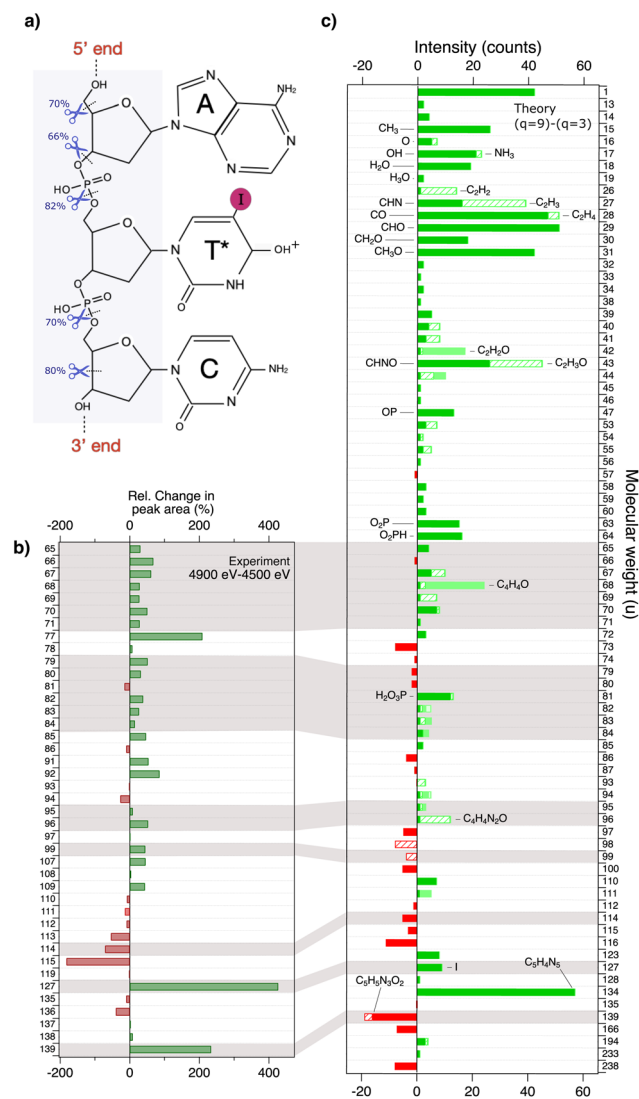 a)
5' end
OH
70%
O
A
N
N
N
N
NH₂
66%
HO
P
O
O
O
82%
I
O
N
T*
OH⁺
NH
O
O
HO
P
O
O
70%
O
N
C
NH₂
N
O
80%
OH
3' end
b)
Rel. Change in
peak area (%)
-200 0 200 400
Experiment
4900 eV-4500 eV
65
66
67
68
69
70
71
77
78
79
80
81
82
83
84
85
86
91
92
93
94
95
96
97
99
107
108
109
110
111
112
113
114
115
119
127
136
137
138
139
-200 0 200 400
c)
Intensity (counts)
0 20 40 60
Theory
(q=9)-(q=3)
1
13
14
CH₃ 15
O 16
OH NH₃ 17
H₂O 18
H₃O 19
C₂H₂ 26
CHN C₂H₃ 27
CO C₂H₄ 28
CHO 29
CH₂O 30
CH₃O 31
32
33
34
38
39
40
41
C₂H₂O 42
CHNO C₂H₃O 43
44
45
46
OP 47
53
54
55
56
57
58
59
60
O₂P 63
O₂PH 64
65
66
67
C₄H₄O 68
69
70
71
72
73
74
79
80
H₂O₃P 81
82
83
84
85
86
87
93
94
95
C₄H₄N₂O 96
97
98
99
100
110
111
112
114
115
116
123
I 127
128
C₅H₄N₅ 134
135
C₅H₅N₃O₂ 139
166
194
233
238
-20 0 20 40 60
Molecular weight (u)